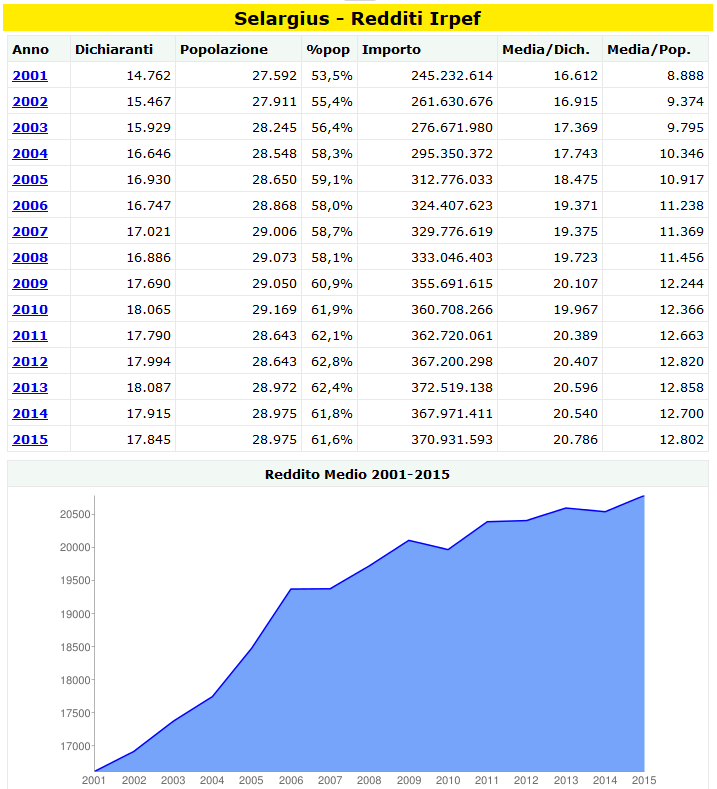 Selargius - Redditi Irpef
Anno Dichiaranti Popolazione %pop Importo Media/Dich. Media/Pop.
2001 14.762 27.592 53,5% 245.232.614 16.612 8.888
2002 15.467 27.911 55,4% 261.630.676 16.915 9.374
2003 15.929 28.245 56,4% 276.671.980 17.369 9.795
2004 16.646 28.548 58,3% 295.350.372 17.743 10.346
2005 16.930 28.650 59,1% 312.776.033 18.475 10.917
2006 16.747 28.868 58,0% 324.407.623 19.371 11.238
2007 17.021 29.006 58,7% 329.776.619 19.375 11.369
2008 16.886 29.073 58,1% 333.046.403 19.723 11.456
2009 17.690 29.050 60,9% 355.691.615 20.107 12.244
2010 18.065 29.169 61,9% 360.708.266 19.967 12.366
2011 17.790 28.643 62,1% 362.720.061 20.389 12.663
2012 17.994 28.643 62,8% 367.200.298 20.407 12.820
2013 18.087 28.972 62,4% 372.519.138 20.596 12.858
2014 17.915 28.975 61,8% 367.971.411 20.540 12.700
2015 17.845 28.975 61,6% 370.931.593 20.786 12.802
Reddito Medio 2001-2015
20500
20000
19500
19000
18500
18000
17500
17000
2001 2002 2003 2004 2005 2006 2007 2008 2009 2010 2011 2012 2013 2014 2015